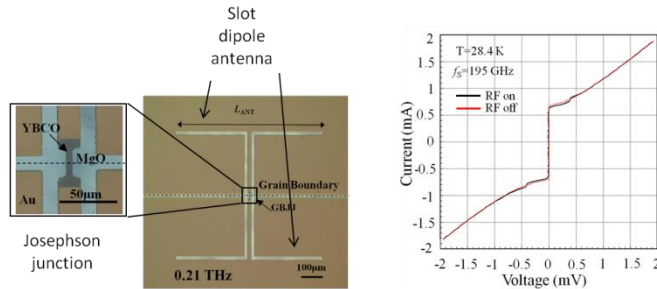 Slot
dipole
antenna
YBCO
MgO
Au
50μm
Josephson
junction
L_ANT
Grain Boundary
GBJJ
0.21 THz
100μm
T=28.4 K
f_S=195 GHz
RF on
RF off
Current (mA)
2
1.5
1
0.5
0
-0.5
-1
-1.5
-2
-2 -1.5 -1 -0.5 0 0.5 1 1.5 2
Voltage (mV)